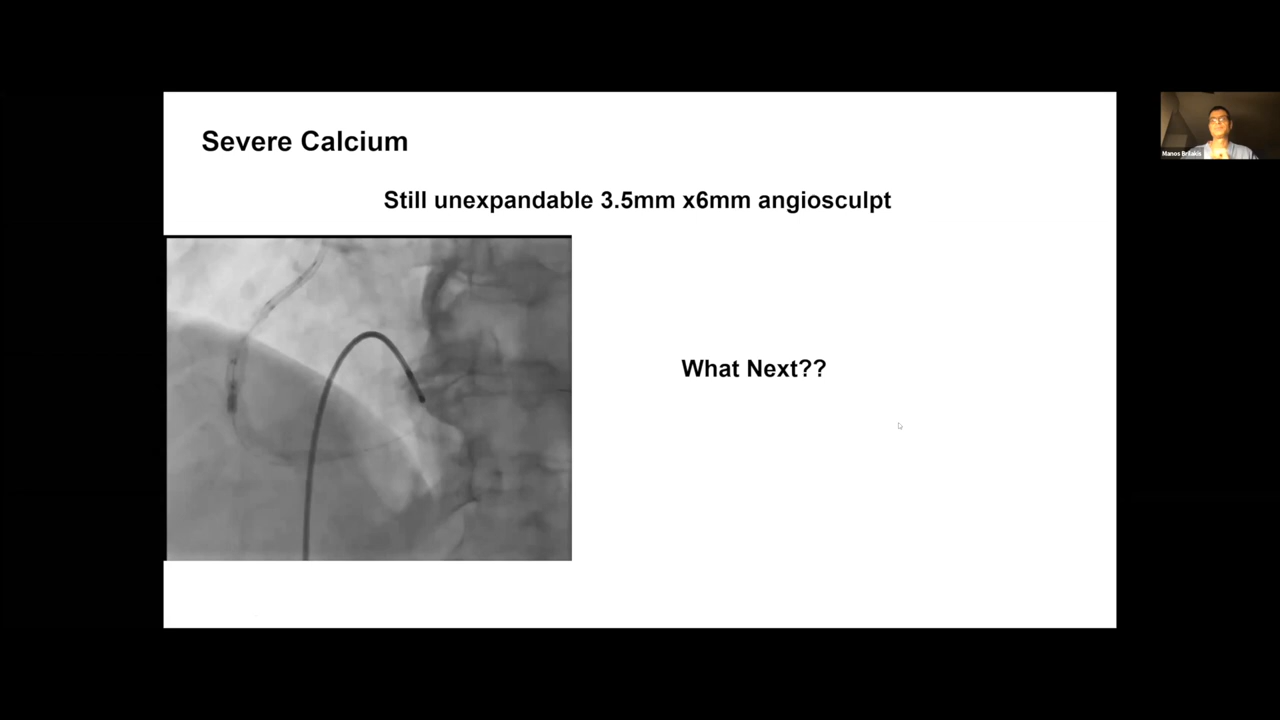 Severe Calcium
Still unexpandable 3.5mm x6mm angiosculpt
What Next??
Manos Brilakis